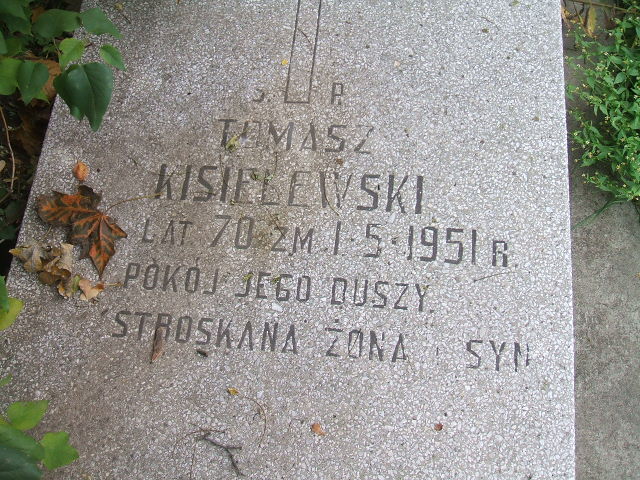 Ś. P.
TOMASZ
KISIELEWSKI
LAT 70 ZM. 1·5·1951 R.
POKÓJ JEGO DUSZY
STROSKANA ŻONA I SYN